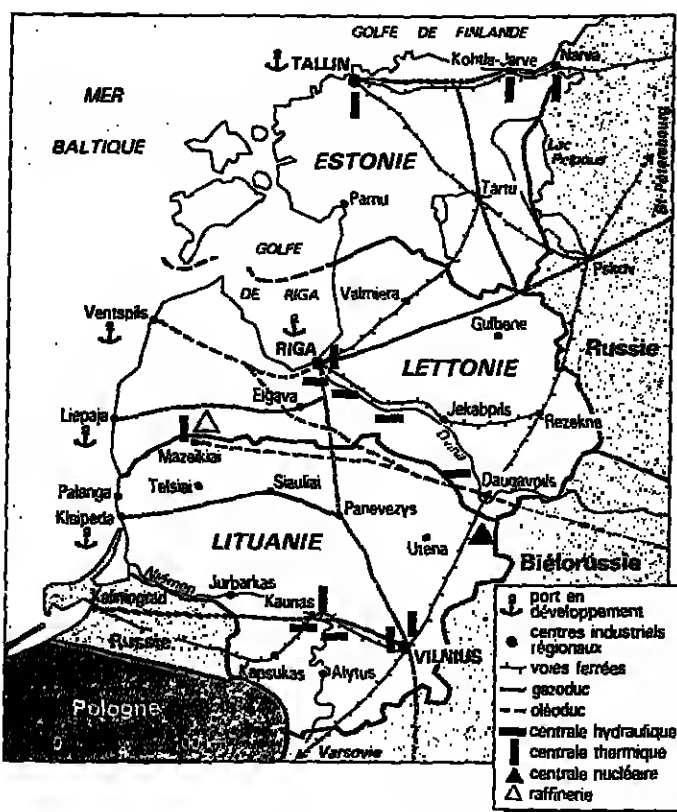 GOLFE DE FINLANDE
TALLIN
Kohtla-Jarve
Narva
MER
BALTIQUE
ESTONIE
Lac
Peipous
St-Pétersbourg
Tartu
Parnu
Pskov
GOLFE
DE RIGA
Valmiera
Ventspils
Gulbene
RIGA
Russie
LETTONIE
Elgava
Liepaja
Jekabpils
Rezekne
Dvina
Mazeikiai
Daugavpils
Palanga
Telsiai
Siauliai
Klaipeda
Panevezys
Utena
LITUANIE
Biélorussie
Niémen
Jurbarkas
Kaliningrad
Kaunas
Russie
VILNIUS
Kapsukas
Alytus
Pologne
Varsovie
port en
développement
centres industriels
régionaux
voies ferrées
gazoduc
oléoduc
centrale hydraulique
centrale thermique
centrale nucléaire
raffinerie